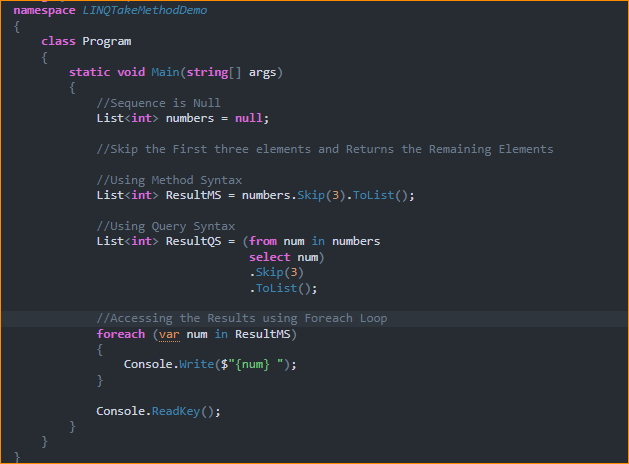 namespace LINQTakeMethodDemo
{
    class Program
    {
        static void Main(string[] args)
        {
            //Sequence is Null
            List<int> numbers = null;

            //Skip the First three elements and Returns the Remaining Elements

            //Using Method Syntax
            List<int> ResultMS = numbers.Skip(3).ToList();

            //Using Query Syntax
            List<int> ResultQS = (from num in numbers
                                  select num)
                                  .Skip(3)
                                  .ToList();

            //Accessing the Results using Foreach Loop
            foreach (var num in ResultMS)
            {
                Console.Write($"{num} ");
            }

            Console.ReadKey();
        }
    }
}